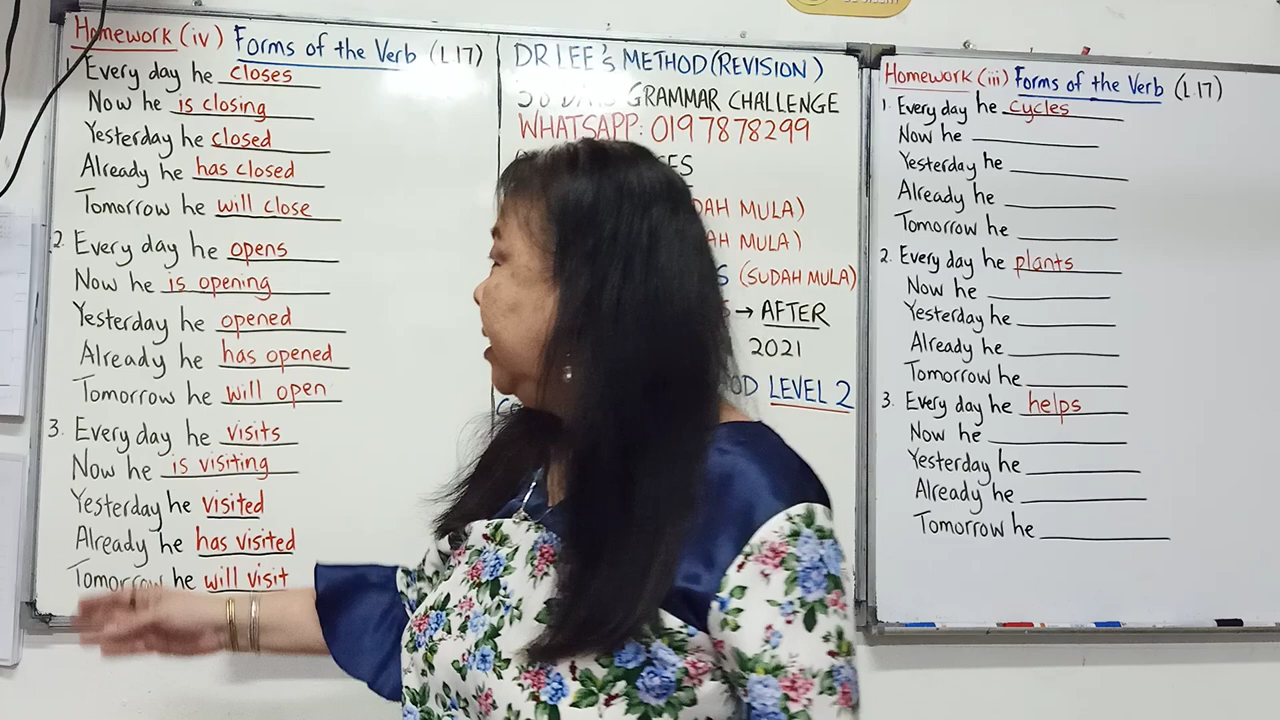 Homework (iv) Forms of the Verb (L17)
1. Every day he closes
Now he is closing
Yesterday he closed
Already he has closed
Tomorrow he will close
2. Every day he opens
Now he is opening
Yesterday he opened
Already he has opened
Tomorrow he will open
3. Every day he visits
Now he is visiting
Yesterday he visited
Already he has visited
Tomorrow he will visit
DR LEE's METHOD (REVISION)
GRAMMAR CHALLENGE
WHATSAPP: 0197878299
MULA)
MULA)
(SUDAH MULA)
→ AFTER
2021
LEVEL 2
Homework (iii) Forms of the Verb (L17)
1. Every day he cycles
Now he
Yesterday he
Already he
Tomorrow he
2. Every day he plants
Now he
Yesterday he
Already he
Tomorrow he
3. Every day he helps
Now he
Yesterday he
Already he
Tomorrow he